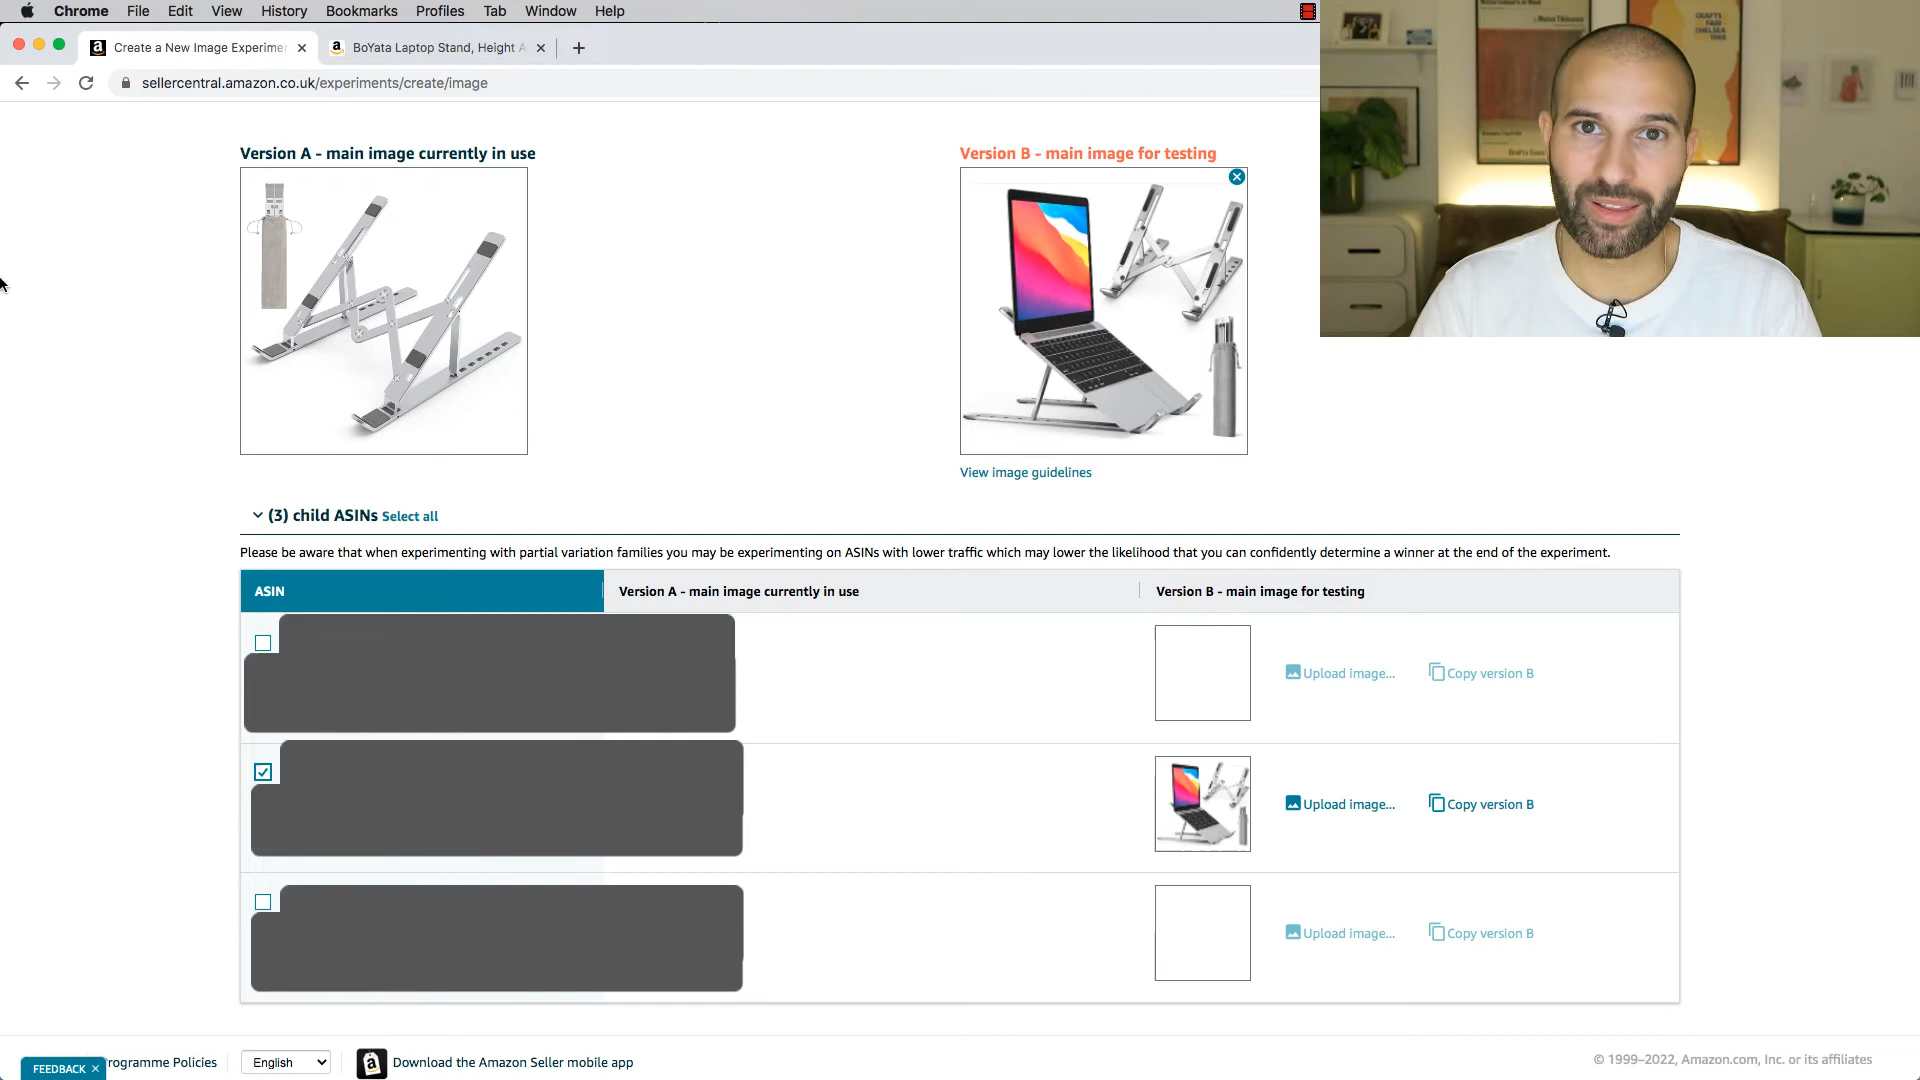 Chrome File Edit View History Bookmarks Profiles Tab Window Help
Create a New Image Experime
BoYata Laptop Stand, Height A
sellercentral.amazon.co.uk/experiments/create/image
Version A - main image currently in use
Version B - main image for testing
View image guidelines
(3) child ASINs Select all
Please be aware that when experimenting with partial variation families you may be experimenting on ASINs with lower traffic which may lower the likelihood that you can confidently determine a winner at the end of the experiment.
ASIN
Version A - main image currently in use
Version B - main image for testing
Upload image... Copy version B
Upload image... Copy version B
Upload image... Copy version B
FEEDBACK ×
rogramme Policies
English
Download the Amazon Seller mobile app
© 1999–2022, Amazon.com, Inc. or its affiliates
CRAFTS
FAIR
CHELSEA